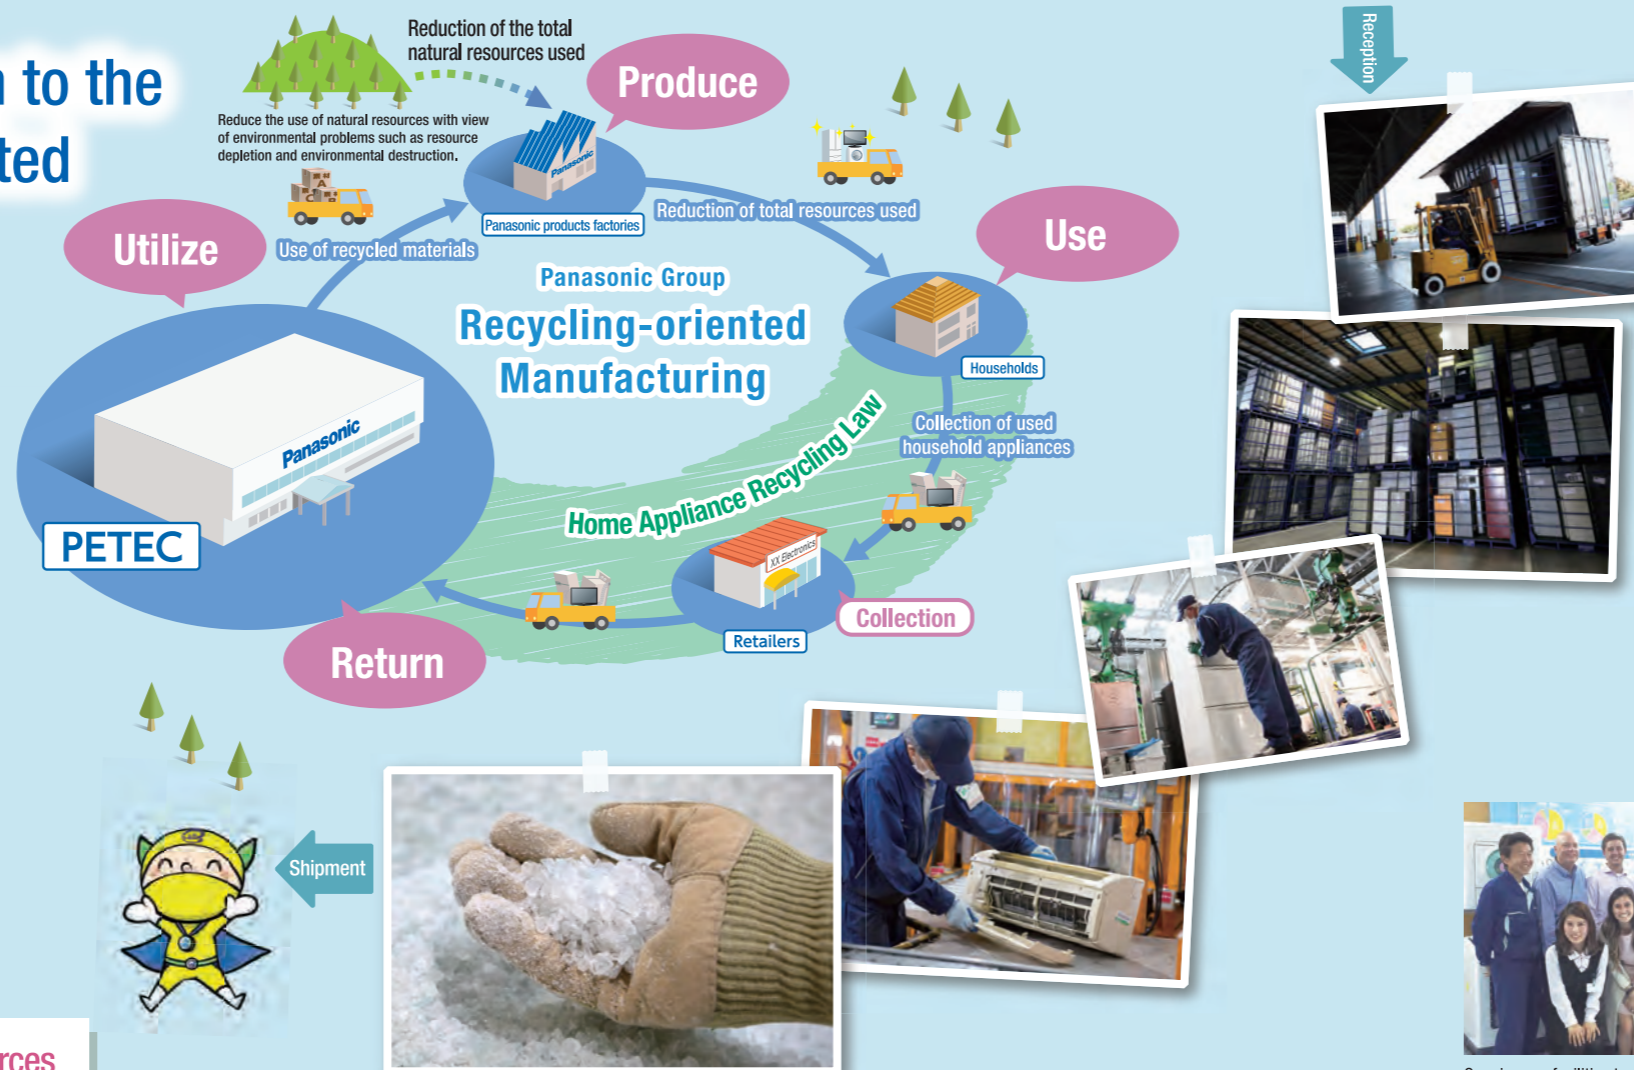 to the
Reduction of the total
natural resources used
Reduce the use of natural resources with view
of environmental problems such as resource
depletion and environmental destruction.
Produce
Panasonic
Panasonic products factories
Reduction of total resources used
Use
Households
Utilize
Use of recycled materials
A
C
Panasonic Group
Recycling-oriented
Manufacturing
Panasonic
PETEC
Home Appliance Recycling Law
Collection of used
household appliances
XX Electronics
Retailers
Collection
Return
Reception
Shipment